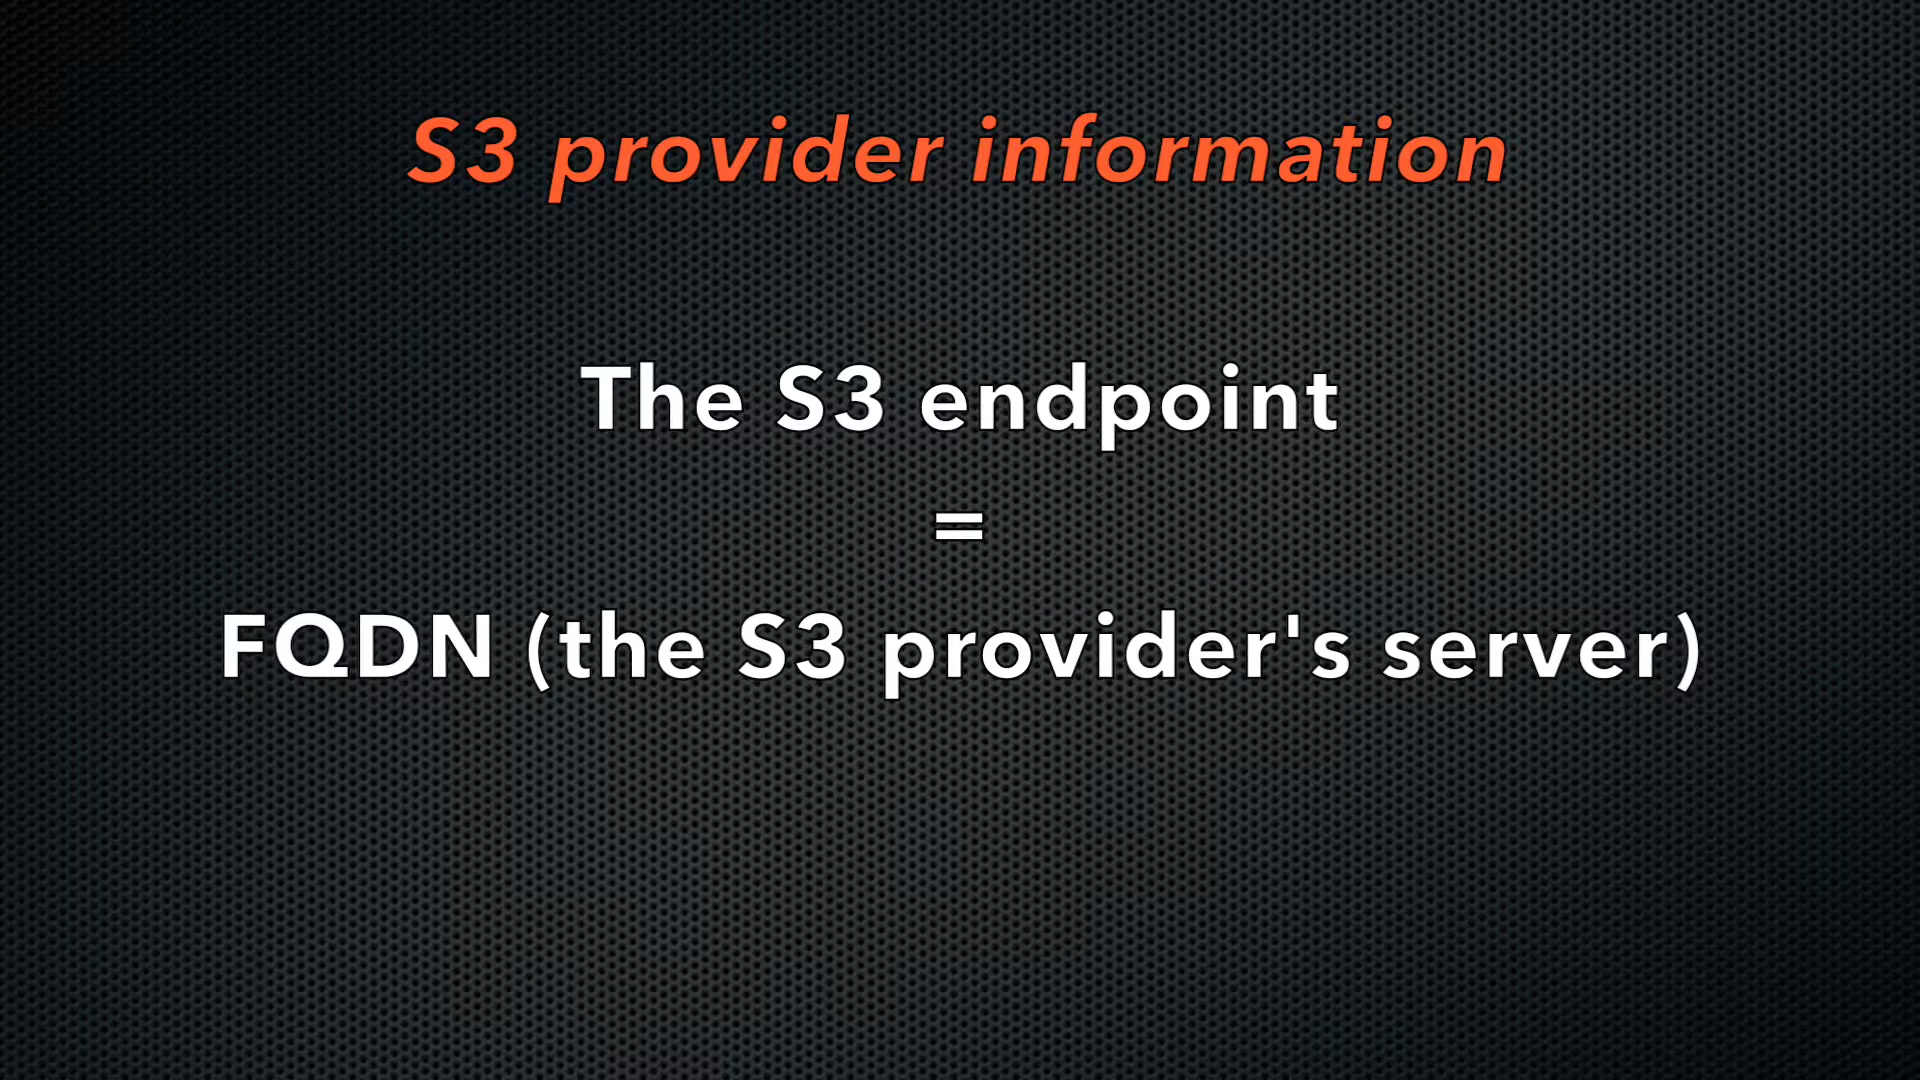 S3 provider information
The S3 endpoint
=
FQDN (the S3 provider's server)